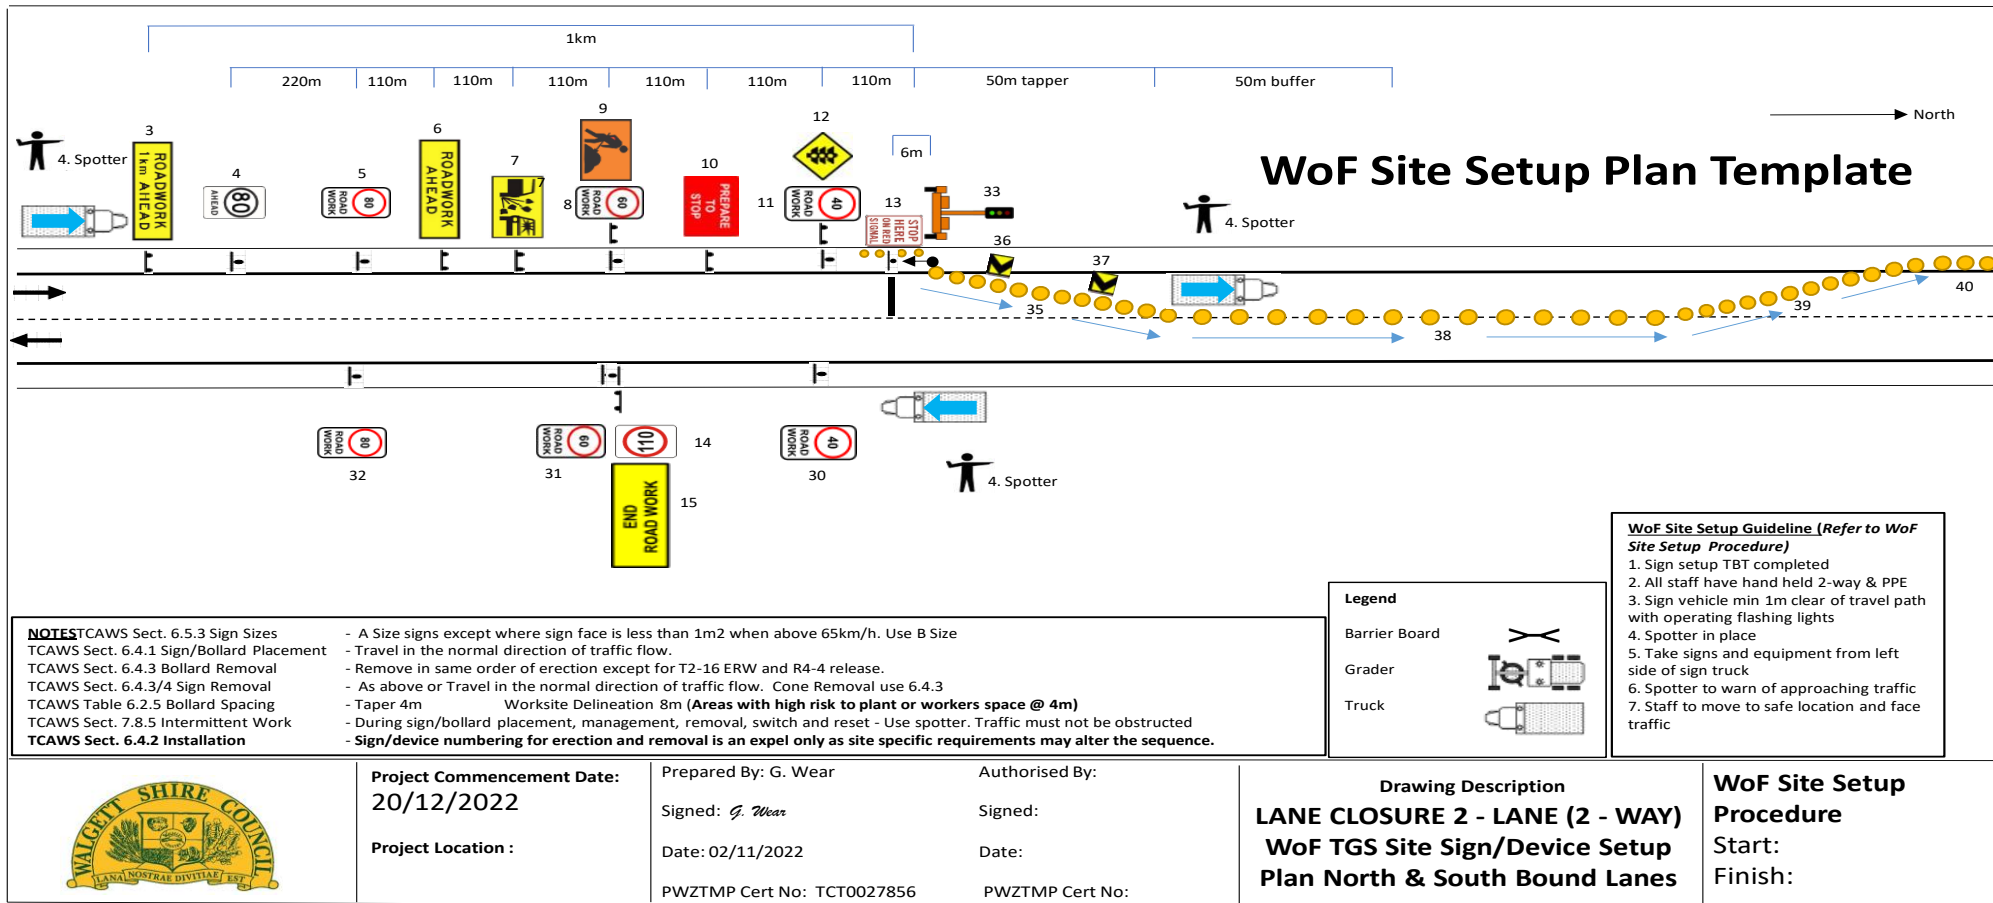 1km
220m 110m 110m 110m 110m 110m 110m 50m tapper 50m buffer
North
WoF Site Setup Plan Template
4. Spotter
3
ROADWORK
1km AHEAD
4
80
AHEAD
5
ROAD
WORK
80
6
ROADWORK
AHEAD
7
7
9
8
ROAD
WORK
60
10
PREPARE
TO
STOP
12
11
ROAD
WORK
40
6m
13
STOP
HERE
ON RED
SIGNAL
33
36
37
4. Spotter
35
38
39
40
32
ROAD
WORK
80
31
ROAD
WORK
60
110
14
END
ROAD WORK
15
30
ROAD
WORK
40
4. Spotter
NOTESTCAWS Sect. 6.5.3 Sign Sizes - A Size signs except where sign face is less than 1m2 when above 65km/h. Use B Size
TCAWS Sect. 6.4.1 Sign/Bollard Placement - Travel in the normal direction of traffic flow.
TCAWS Sect. 6.4.3 Bollard Removal - Remove in same order of erection except for T2-16 ERW and R4-4 release.
TCAWS Sect. 6.4.3/4 Sign Removal - As above or Travel in the normal direction of traffic flow. Cone Removal use 6.4.3
TCAWS Table 6.2.5 Bollard Spacing - Taper 4m Worksite Delineation 8m (Areas with high risk to plant or workers space @ 4m)
TCAWS Sect. 7.8.5 Intermittent Work - During sign/bollard placement, management, removal, switch and reset - Use spotter. Traffic must not be obstructed
TCAWS Sect. 6.4.2 Installation - Sign/device numbering for erection and removal is an expel only as site specific requirements may alter the sequence.
Legend
Barrier Board
Grader
Truck
WoF Site Setup Guideline (Refer to WoF
Site Setup Procedure)
1. Sign setup TBT completed
2. All staff have hand held 2-way & PPE
3. Sign vehicle min 1m clear of travel path
with operating flashing lights
4. Spotter in place
5. Take signs and equipment from left
side of sign truck
6. Spotter to warn of approaching traffic
7. Staff to move to safe location and face
traffic
WALGETT SHIRE COUNCIL
LANA NOSTRAE DIVITIAE EST
Project Commencement Date:
20/12/2022
Project Location :
Prepared By: G. Wear
Signed: G. Wear
Date: 02/11/2022
PWZTMP Cert No: TCT0027856
Authorised By:
Signed:
Date:
PWZTMP Cert No:
Drawing Description
LANE CLOSURE 2 - LANE (2 - WAY)
WoF TGS Site Sign/Device Setup
Plan North & South Bound Lanes
WoF Site Setup
Procedure
Start:
Finish: